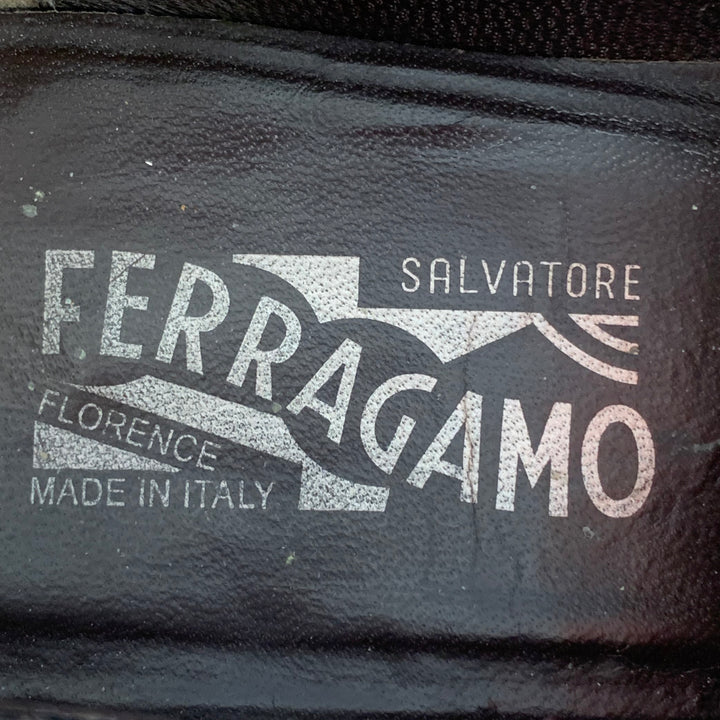 SALVATORE
FERRAGAMO
FLORENCE
MADE IN ITALY